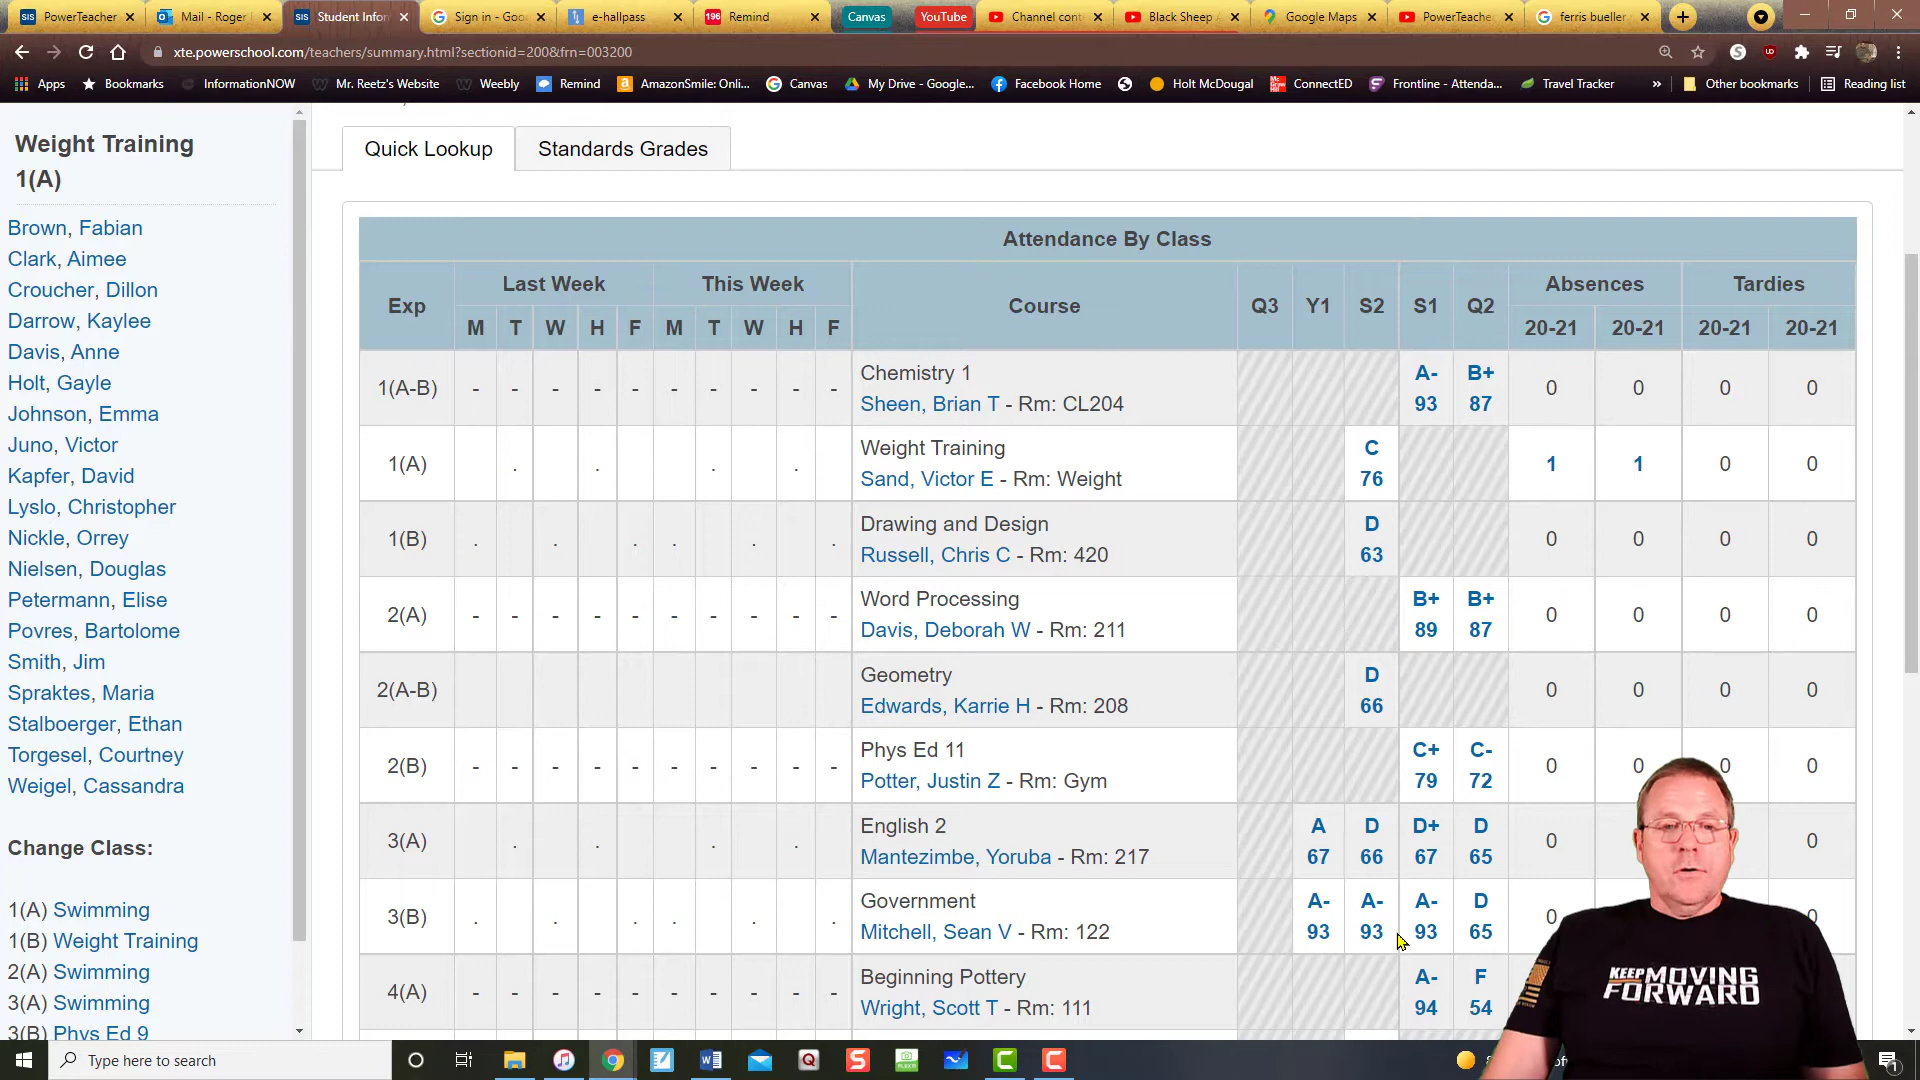 PowerTeacher
Mail - Roger
Student Infor
Sign in - Goo
e-hallpass
196 Remind
Canvas
YouTube
Channel cont
Black Sheep
Google Maps
PowerTeache
ferris bueller
xte.powerschool.com/teachers/summary.html?sectionid=200&frn=003200
Apps Bookmarks InformationNOW Mr. Reetz's Website Weebly Remind AmazonSmile: Onli... Canvas My Drive - Google... Facebook Home Holt McDougal ConnectED Frontline - Attenda... Travel Tracker » Other bookmarks Reading list
Weight Training
1(A)
Brown, Fabian
Clark, Aimee
Croucher, Dillon
Darrow, Kaylee
Davis, Anne
Holt, Gayle
Johnson, Emma
Juno, Victor
Kapfer, David
Lyslo, Christopher
Nickle, Orrey
Nielsen, Douglas
Petermann, Elise
Povres, Bartolome
Smith, Jim
Spraktes, Maria
Stalboerger, Ethan
Torgesel, Courtney
Weigel, Cassandra
Change Class:
1(A) Swimming
1(B) Weight Training
2(A) Swimming
3(A) Swimming
3(B) Phys Ed 9
Quick Lookup Standards Grades
Attendance By Class
Exp Last Week This Week Course Q3 Y1 S2 S1 Q2 Absences Tardies
M T W H F M T W H F 20-21 20-21 20-21 20-21
1(A-B) - - - - - - - - - - Chemistry 1 A- B+ 0 0 0 0
Sheen, Brian T - Rm: CL204 93 87
1(A) . . . . Weight Training C 1 1 0 0
Sand, Victor E - Rm: Weight 76
1(B) . . . . . . Drawing and Design D 0 0 0 0
Russell, Chris C - Rm: 420 63
2(A) - - - - - - - - - - Word Processing B+ B+ 0 0 0 0
Davis, Deborah W - Rm: 211 89 87
2(A-B) Geometry D 0 0 0 0
Edwards, Karrie H - Rm: 208 66
2(B) - - - - - - - - - - Phys Ed 11 C+ C- 0 0 0 0
Potter, Justin Z - Rm: Gym 79 72
3(A) . . . . English 2 A D D+ D 0 0
Mantezimbe, Yoruba - Rm: 217 67 66 67 65
3(B) . . . . . . Government A- A- A- D 0 0
Mitchell, Sean V - Rm: 122 93 93 93 65
4(A) - - - - - - - - - - Beginning Pottery A- F
Wright, Scott T - Rm: 111 94 54
KEEP MOVING
FORWARD
Type here to search